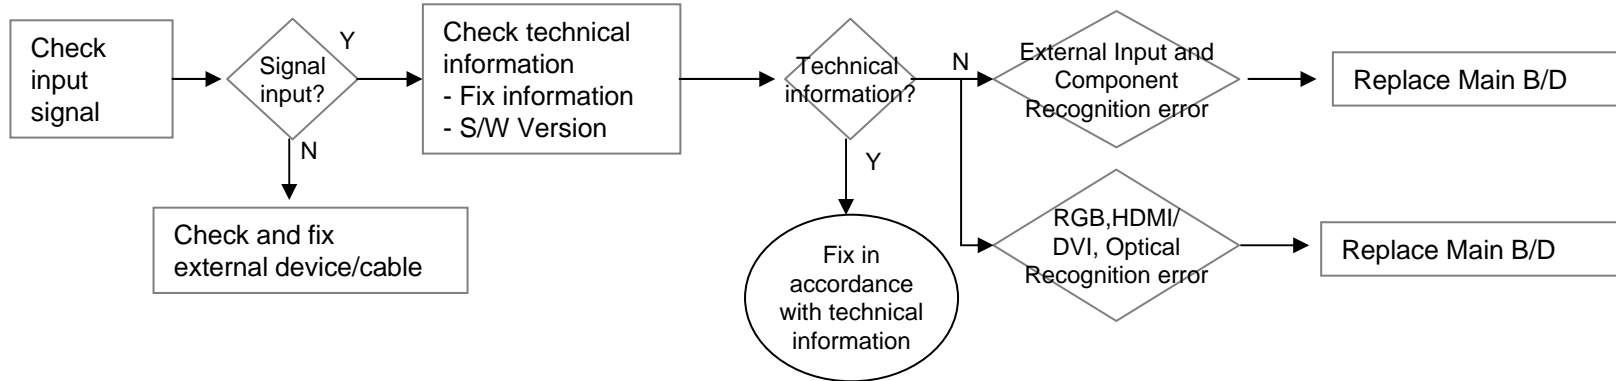 Check
input
signal
Signal
input?
Y
N
Check and fix
external device/cable
Check technical
information
- Fix information
- S/W Version
Technical
information?
N
Y
Fix in
accordance
with technical
information
External Input and
Component
Recognition error
Replace Main B/D
RGB,HDMI/
DVI, Optical
Recognition error
Replace Main B/D